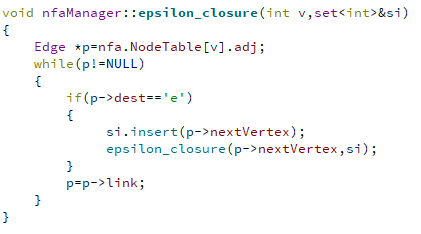 void nfaManager::epsilon_closure(int v,set<int>&si)
{
    Edge *p=nfa.NodeTable[v].adj;
    while(p!=NULL)
    {
        if(p->dest=='e')
        {
             si.insert(p->nextVertex);
             epsilon_closure(p->nextVertex,si);
        }
        p=p->link;
    }
}